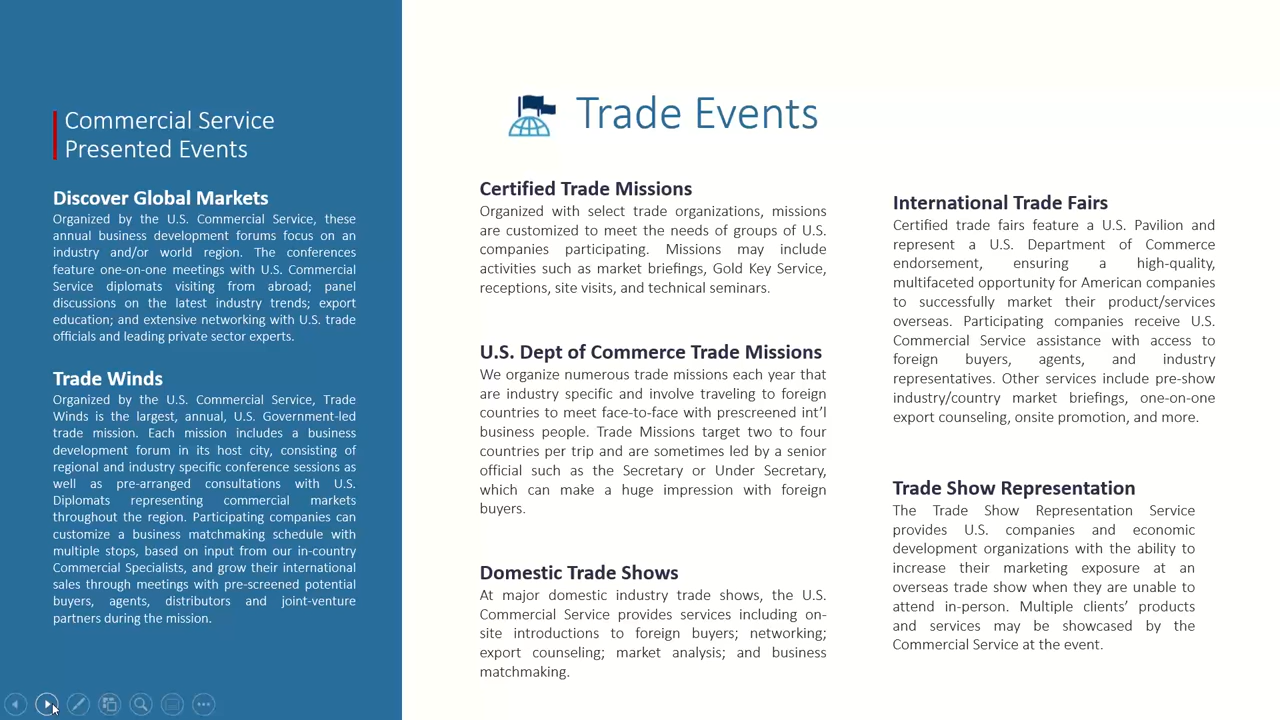 Commercial Service
Presented Events
Discover Global Markets
Organized by the U.S. Commercial Service, these
annual business development forums focus on an
industry and/or world region. The conferences
feature one-on-one meetings with U.S. Commercial
Service diplomats visiting from abroad; panel
discussions on the latest industry trends; export
education; and extensive networking with U.S. trade
officials and leading private sector experts.
Trade Winds
Organized by the U.S. Commercial Service, Trade
Winds is the largest, annual, U.S. Government-led
trade mission. Each mission includes a business
development forum in its host city, consisting of
regional and industry specific conference sessions as
well as pre-arranged consultations with U.S.
Diplomats representing commercial markets
throughout the region. Participating companies can
customize a business matchmaking schedule with
multiple stops, based on input from our in-country
Commercial Specialists, and grow their international
sales through meetings with pre-screened potential
buyers, agents, distributors and joint-venture
partners during the mission.
Trade Events
Certified Trade Missions
Organized with select trade organizations, missions
are customized to meet the needs of groups of U.S.
companies participating. Missions may include
activities such as market briefings, Gold Key Service,
receptions, site visits, and technical seminars.
U.S. Dept of Commerce Trade Missions
We organize numerous trade missions each year that
are industry specific and involve traveling to foreign
countries to meet face-to-face with prescreened int'l
business people. Trade Missions target two to four
countries per trip and are sometimes led by a senior
official such as the Secretary or Under Secretary,
which can make a huge impression with foreign
buyers.
Domestic Trade Shows
At major domestic industry trade shows, the U.S.
Commercial Service provides services including on-
site introductions to foreign buyers; networking;
export counseling; market analysis; and business
matchmaking.
International Trade Fairs
Certified trade fairs feature a U.S. Pavilion and
represent a U.S. Department of Commerce
endorsement, ensuring a high-quality,
multifaceted opportunity for American companies
to successfully market their product/services
overseas. Participating companies receive U.S.
Commercial Service assistance with access to
foreign buyers, agents, and industry
representatives. Other services include pre-show
industry/country market briefings, one-on-one
export counseling, onsite promotion, and more.
Trade Show Representation
The Trade Show Representation Service
provides U.S. companies and economic
development organizations with the ability to
increase their marketing exposure at an
overseas trade show when they are unable to
attend in-person. Multiple clients' products
and services may be showcased by the
Commercial Service at the event.